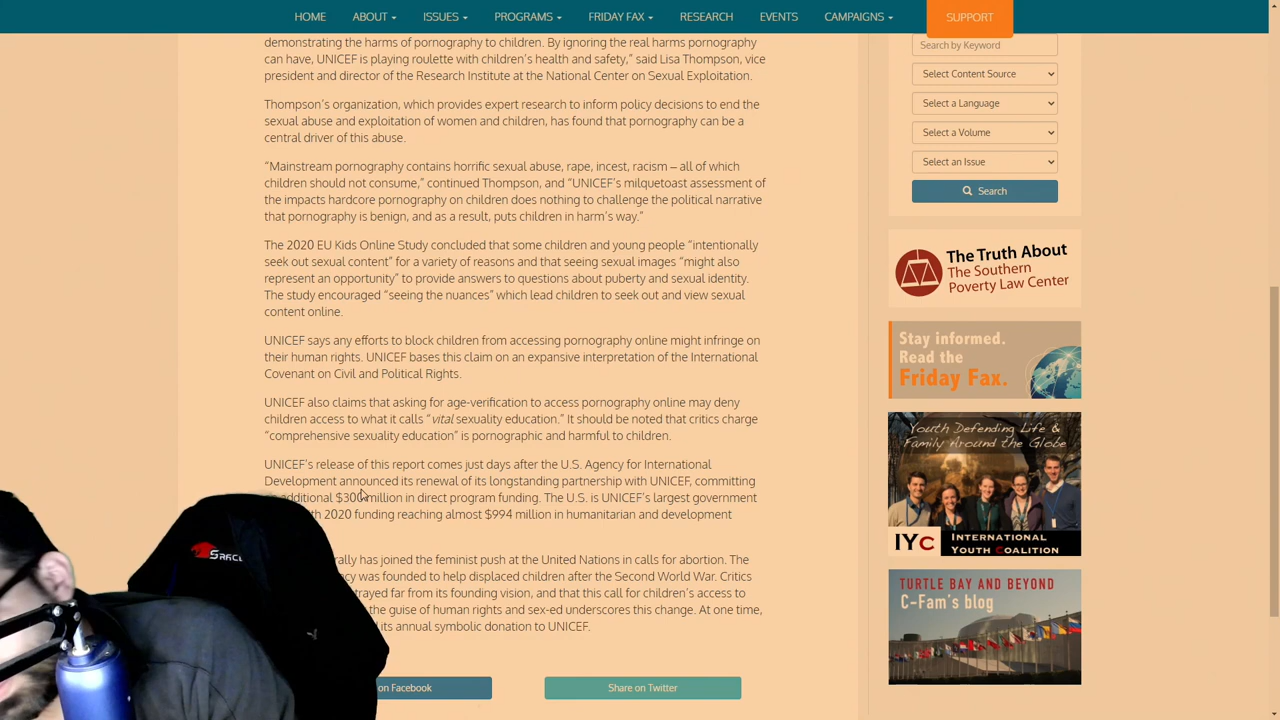 HOME ABOUT ISSUES PROGRAMS FRIDAY FAX RESEARCH EVENTS CAMPAIGNS SUPPORT
demonstrating the harms of pornography to children. By ignoring the real harms pornography
can have, UNICEF is playing roulette with children’s health and safety,” said Lisa Thompson, vice
president and director of the Research Institute at the National Center on Sexual Exploitation.
Thompson’s organization, which provides expert research to inform policy decisions to end the
sexual abuse and exploitation of women and children, has found that pornography can be a
central driver of this abuse.
“Mainstream pornography contains horrific sexual abuse, rape, incest, racism – all of which
children should not consume,” continued Thompson, and “UNICEF’s milquetoast assessment of
the impacts hardcore pornography on children does nothing to challenge the political narrative
that pornography is benign, and as a result, puts children in harm’s way.”
The 2020 EU Kids Online Study concluded that some children and young people “intentionally
seek out sexual content” for a variety of reasons and that seeing sexual images “might also
represent an opportunity” to provide answers to questions about puberty and sexual identity.
The study encouraged “seeing the nuances” which lead children to seek out and view sexual
content online.
UNICEF says any efforts to block children from accessing pornography online might infringe on
their human rights. UNICEF bases this claim on an expansive interpretation of the International
Covenant on Civil and Political Rights.
UNICEF also claims that asking for age-verification to access pornography online may deny
children access to what it calls “vital sexuality education.” It should be noted that critics charge
“comprehensive sexuality education” is pornographic and harmful to children.
UNICEF’s release of this report comes just days after the U.S. Agency for International
Development announced its renewal of its longstanding partnership with UNICEF, committing
additional $300 million in direct program funding. The U.S. is UNICEF’s largest government
2020 funding reaching almost $994 million in humanitarian and development
has joined the feminist push at the United Nations in calls for abortion. The
was founded to help displaced children after the Second World War. Critics
far from its founding vision, and that this call for children’s access to
the guise of human rights and sex-ed underscores this change. At one time,
its annual symbolic donation to UNICEF.
on Facebook
Share on Twitter
Search by Keyword
Select Content Source
Select a Language
Select a Volume
Select an Issue
Search
The Truth About
The Southern
Poverty Law Center
Stay informed.
Read the
Friday Fax.
Youth Defending Life &
Family Around the Globe
IYC INTERNATIONAL
YOUTH COALITION
TURTLE BAY AND BEYOND
C-Fam's blog